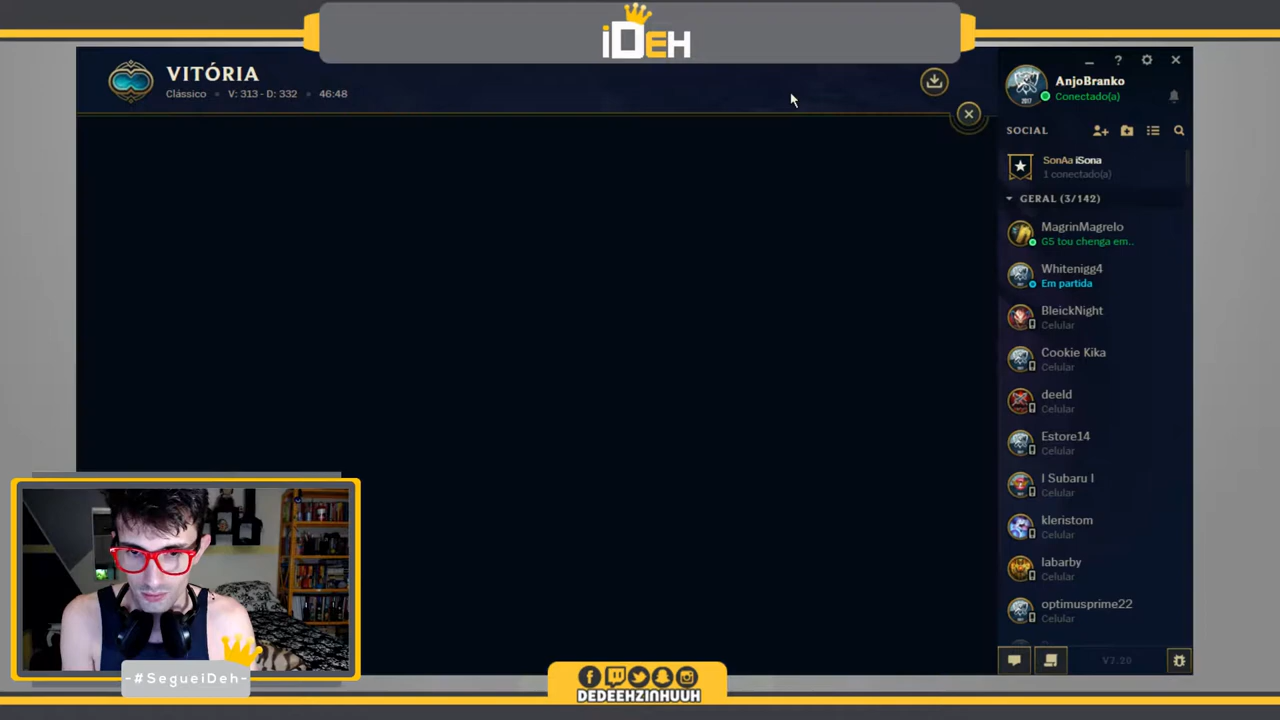 iDEH
VITÓRIA
Clássico • V: 313 - D: 332 • 46:48
AnjoBranko
Conectado(a)
2017
SOCIAL
SonAa iSona
1 conectado(a)
GERAL (3/142)
MagrinMagrelo
G5 tou chenga em..
Whitenigg4
Em partida
BleickNight
Celular
Cookie Kika
Celular
deeld
Celular
Estore14
Celular
I Subaru I
Celular
kleristom
Celular
labarby
Celular
optimusprime22
Celular
V7.20
-#SegueiDeh-
DEDEEHZINHUUH